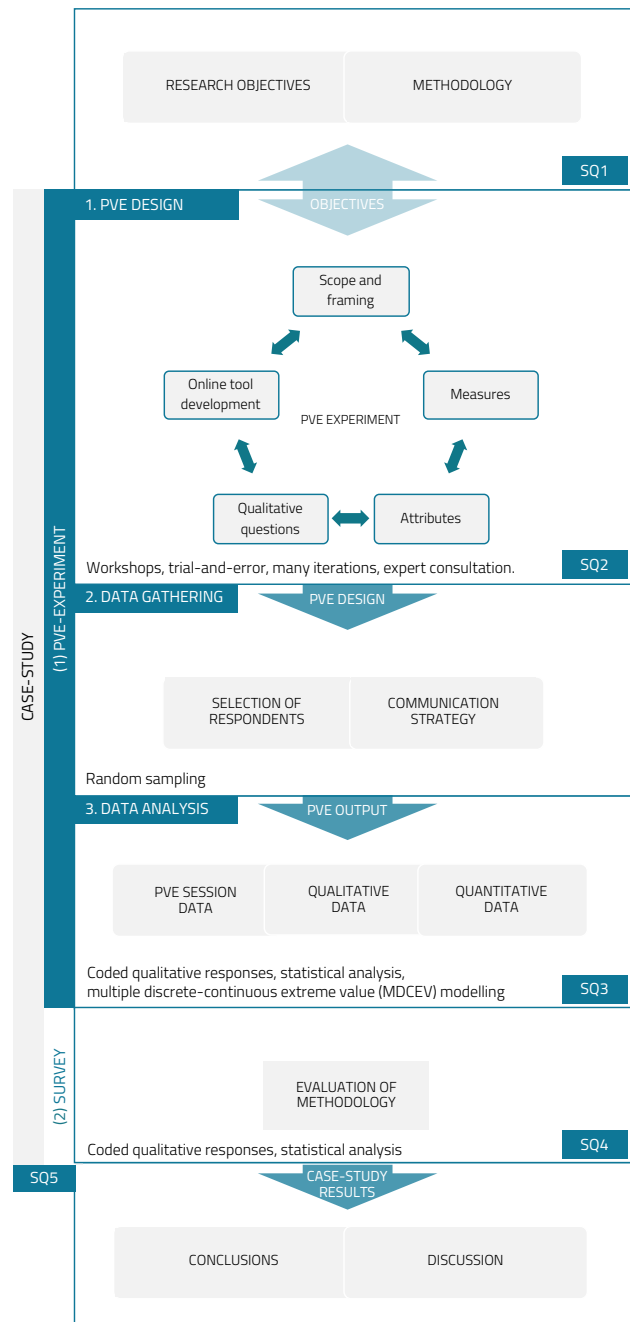 RESEARCH OBJECTIVES
METHODOLOGY
SQ1
1. PVE DESIGN
OBJECTIVES
Scope and
framing
Online tool
development
Measures
PVE EXPERIMENT
Qualitative
questions
Attributes
Workshops, trial-and-error, many iterations, expert consultation.
SQ2
CASE-STUDY
(1) PVE-EXPERIMENT
2. DATA GATHERING
PVE DESIGN
SELECTION OF
RESPONDENTS
COMMUNICATION
STRATEGY
Random sampling
3. DATA ANALYSIS
PVE OUTPUT
PVE SESSION
DATA
QUALITATIVE
DATA
QUANTITATIVE
DATA
Coded qualitative responses, statistical analysis,
multiple discrete-continuous extreme value (MDCEV) modelling
SQ3
(2) SURVEY
EVALUATION OF
METHODOLOGY
Coded qualitative responses, statistical analysis
SQ4
SQ5
CASE-STUDY
RESULTS
CONCLUSIONS
DISCUSSION